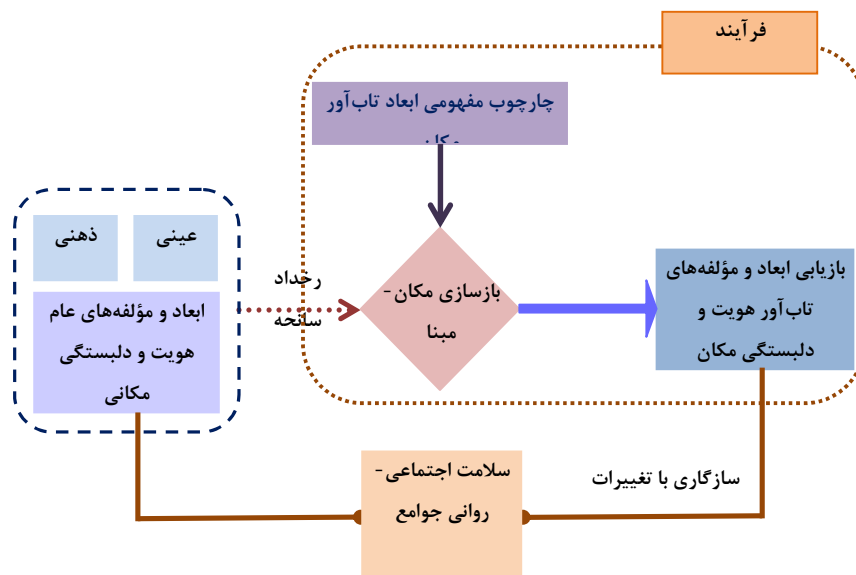 فرآیند
چارچوب مفهومی ابعاد تاب‌آور
مکان
ذهنی
عینی
ابعاد و مؤلفه‌های عام
هویت و دلبستگی
مکانی
رخداد
سانحه
بازسازی مکان-
مبنا
بازیابی ابعاد و مؤلفه‌های
تاب‌آور هویت و
دلبستگی مکان
سلامت اجتماعی-
روانی جوامع
سازگاری با تغییرات